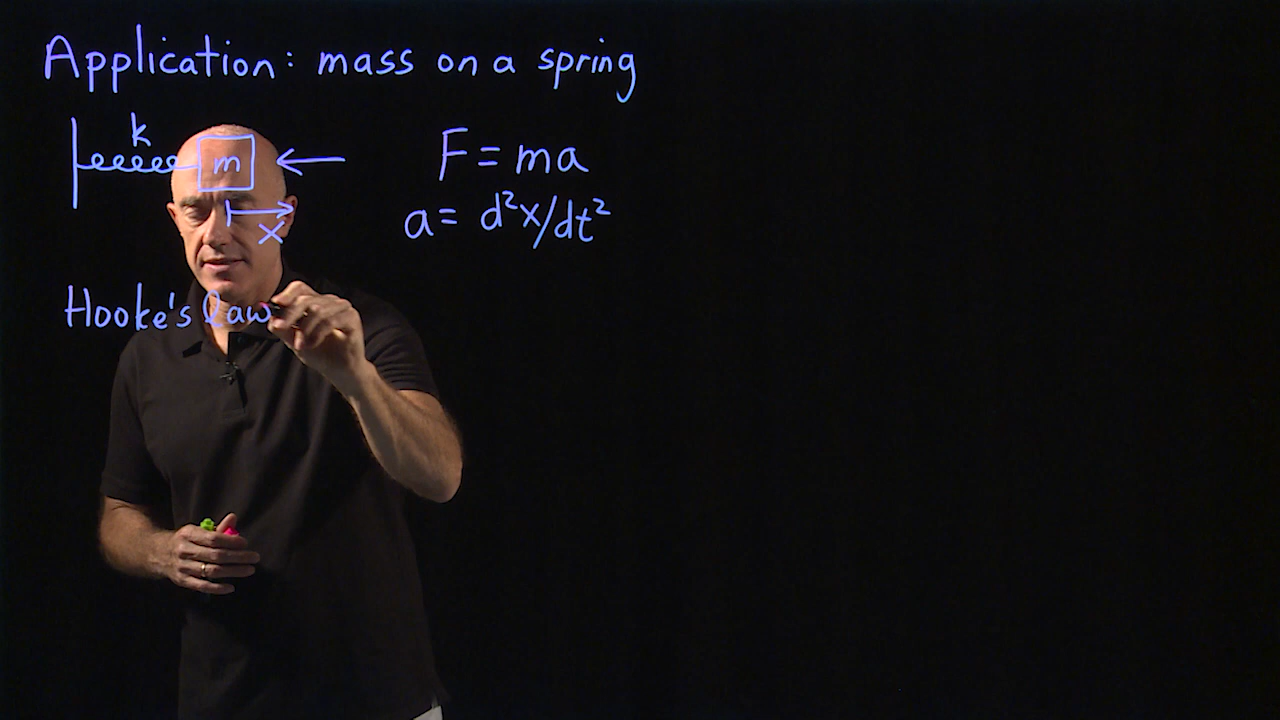 Application: mass on a spring
k
m
F = ma
x
a = d²x/dt²
Hooke's law